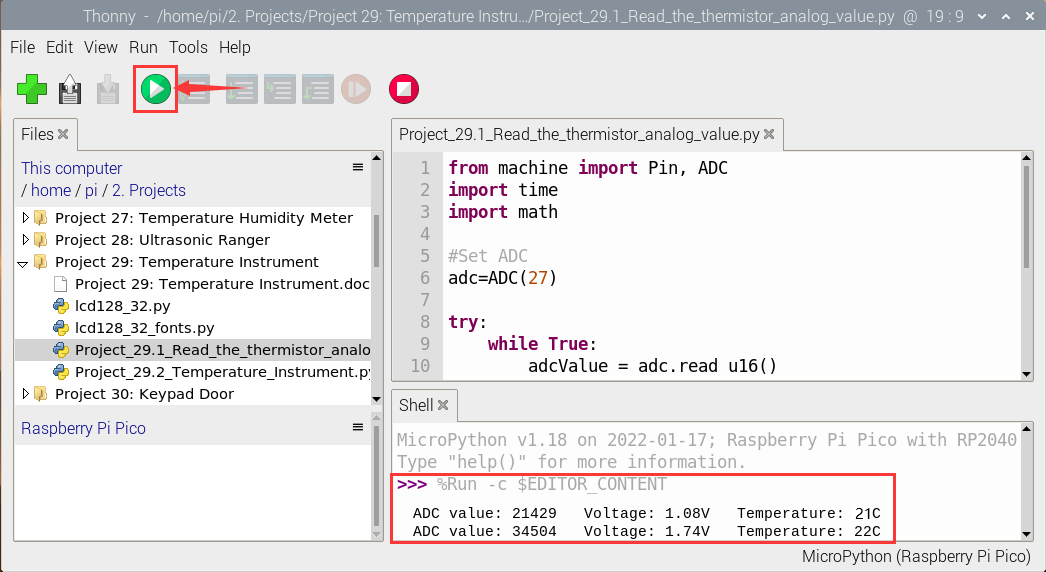 Thonny - /home/pi/2. Projects/Project 29: Temperature Instru…/Project_29.1_Read_the_thermistor_analog_value.py @ 19 : 9
File Edit View Run Tools Help
Files
This computer
/ home / pi / 2. Projects
Project 27: Temperature Humidity Meter
Project 28: Ultrasonic Ranger
Project 29: Temperature Instrument
Project 29: Temperature Instrument.doc
lcd128_32.py
lcd128_32_fonts.py
Project_29.1_Read_the_thermistor_analo
Project_29.2_Temperature_Instrument.py
Project 30: Keypad Door
Raspberry Pi Pico
Project_29.1_Read_the_thermistor_analog_value.py
1 from machine import Pin, ADC
2 import time
3 import math
4
5 #Set ADC
6 adc=ADC(27)
7
8 try:
9 while True:
10 adcValue = adc.read u16()
Shell
MicroPython v1.18 on 2022-01-17; Raspberry Pi Pico with RP2040
Type "help()" for more information.
>>> %Run -c $EDITOR_CONTENT
ADC value: 21429 Voltage: 1.08V Temperature: 21C
ADC value: 34504 Voltage: 1.74V Temperature: 22C
MicroPython (Raspberry Pi Pico)